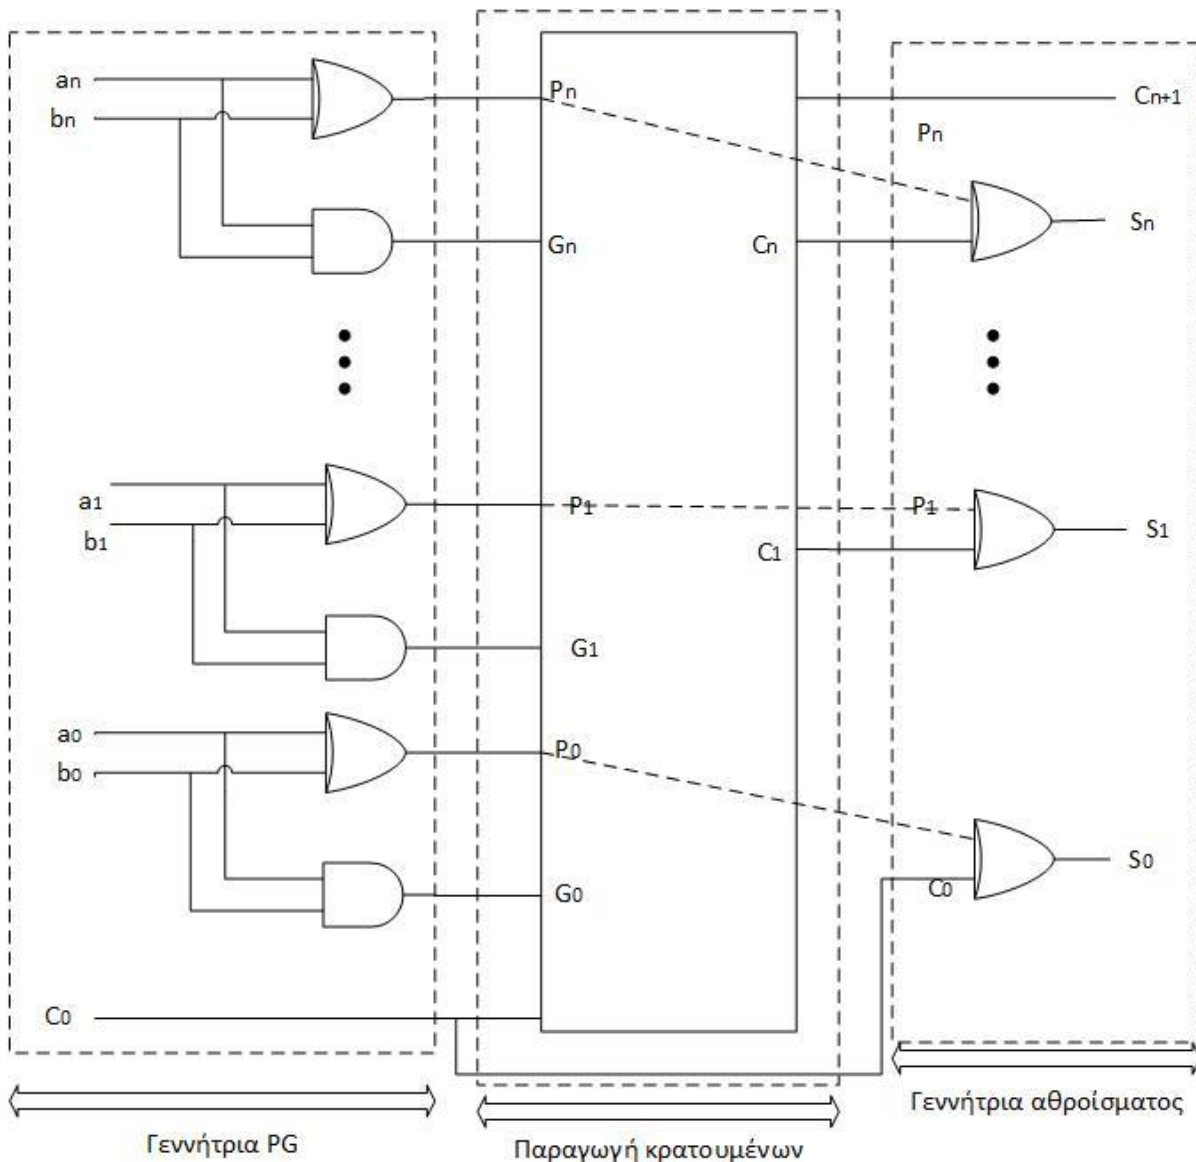 an
bn
Pn
Gn
Cn
Cn+1
Pn
Sn
a1
b1
P1
G1
C1
P1
S1
a0
b0
P0
G0
C0
S0
C0
Γεννήτρια PG
Παραγωγή κρατουμένων
Γεννήτρια αθροίσματος